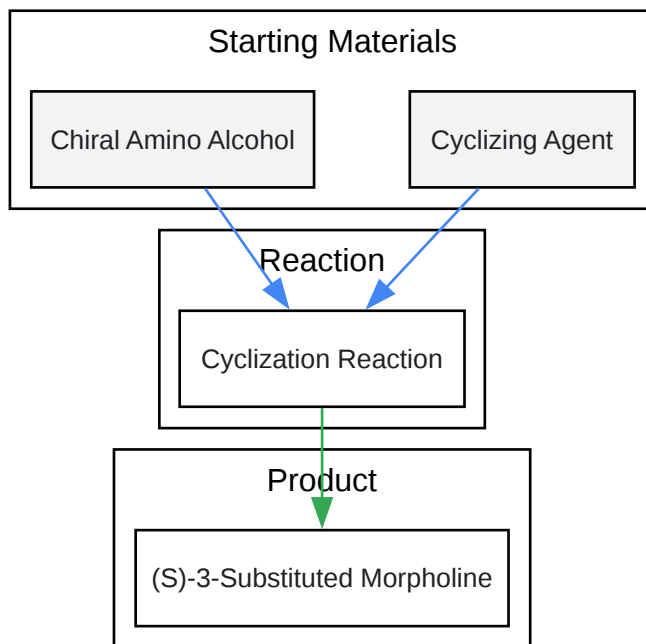 Starting Materials
Chiral Amino Alcohol
Cyclizing Agent
Reaction
Cyclization Reaction
Product
(S)-3-Substituted Morpholine